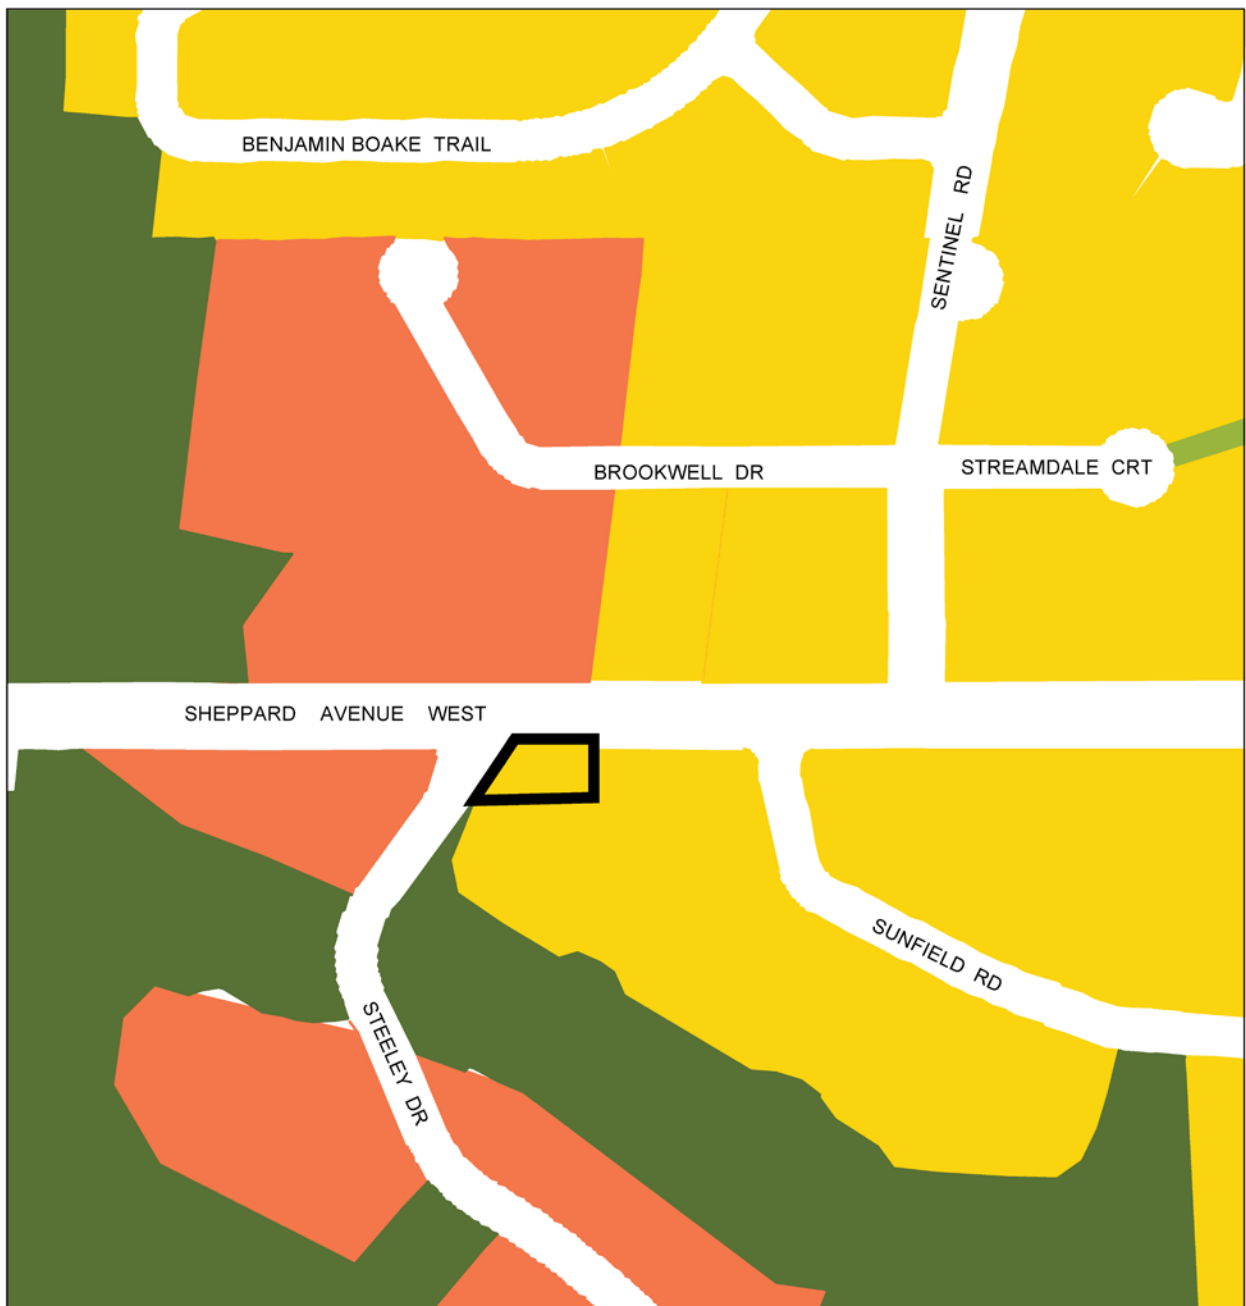 BENJAMIN BOAKE TRAIL
SENTINEL RD
BROOKWELL DR
STREAMDALE CRT
SHEPPARD AVENUE WEST
SUNFIELD RD
STEELEY DR